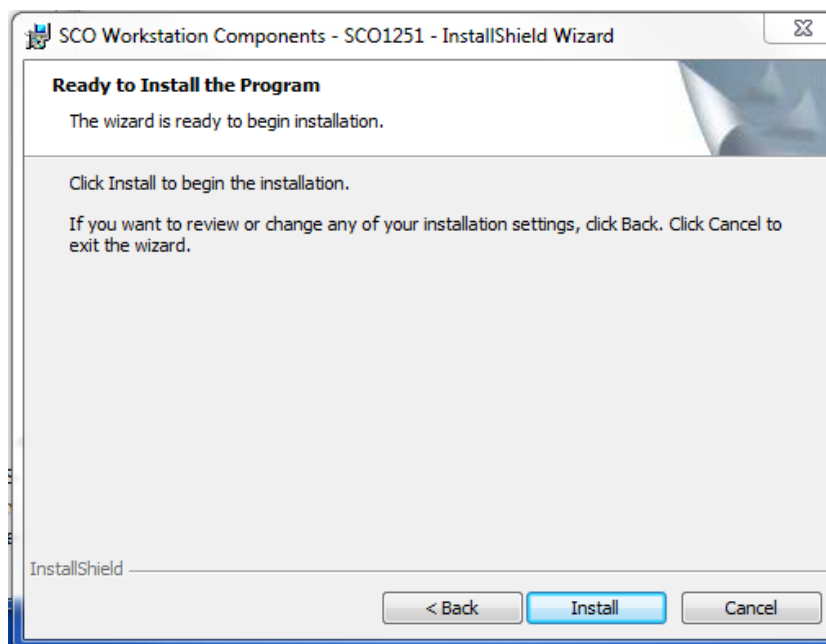 SCO Workstation Components - SCO1251 - InstallShield Wizard
Ready to Install the Program
The wizard is ready to begin installation.
Click Install to begin the installation.
If you want to review or change any of your installation settings, click Back. Click Cancel to
exit the wizard.
InstallShield
< Back
Install
Cancel